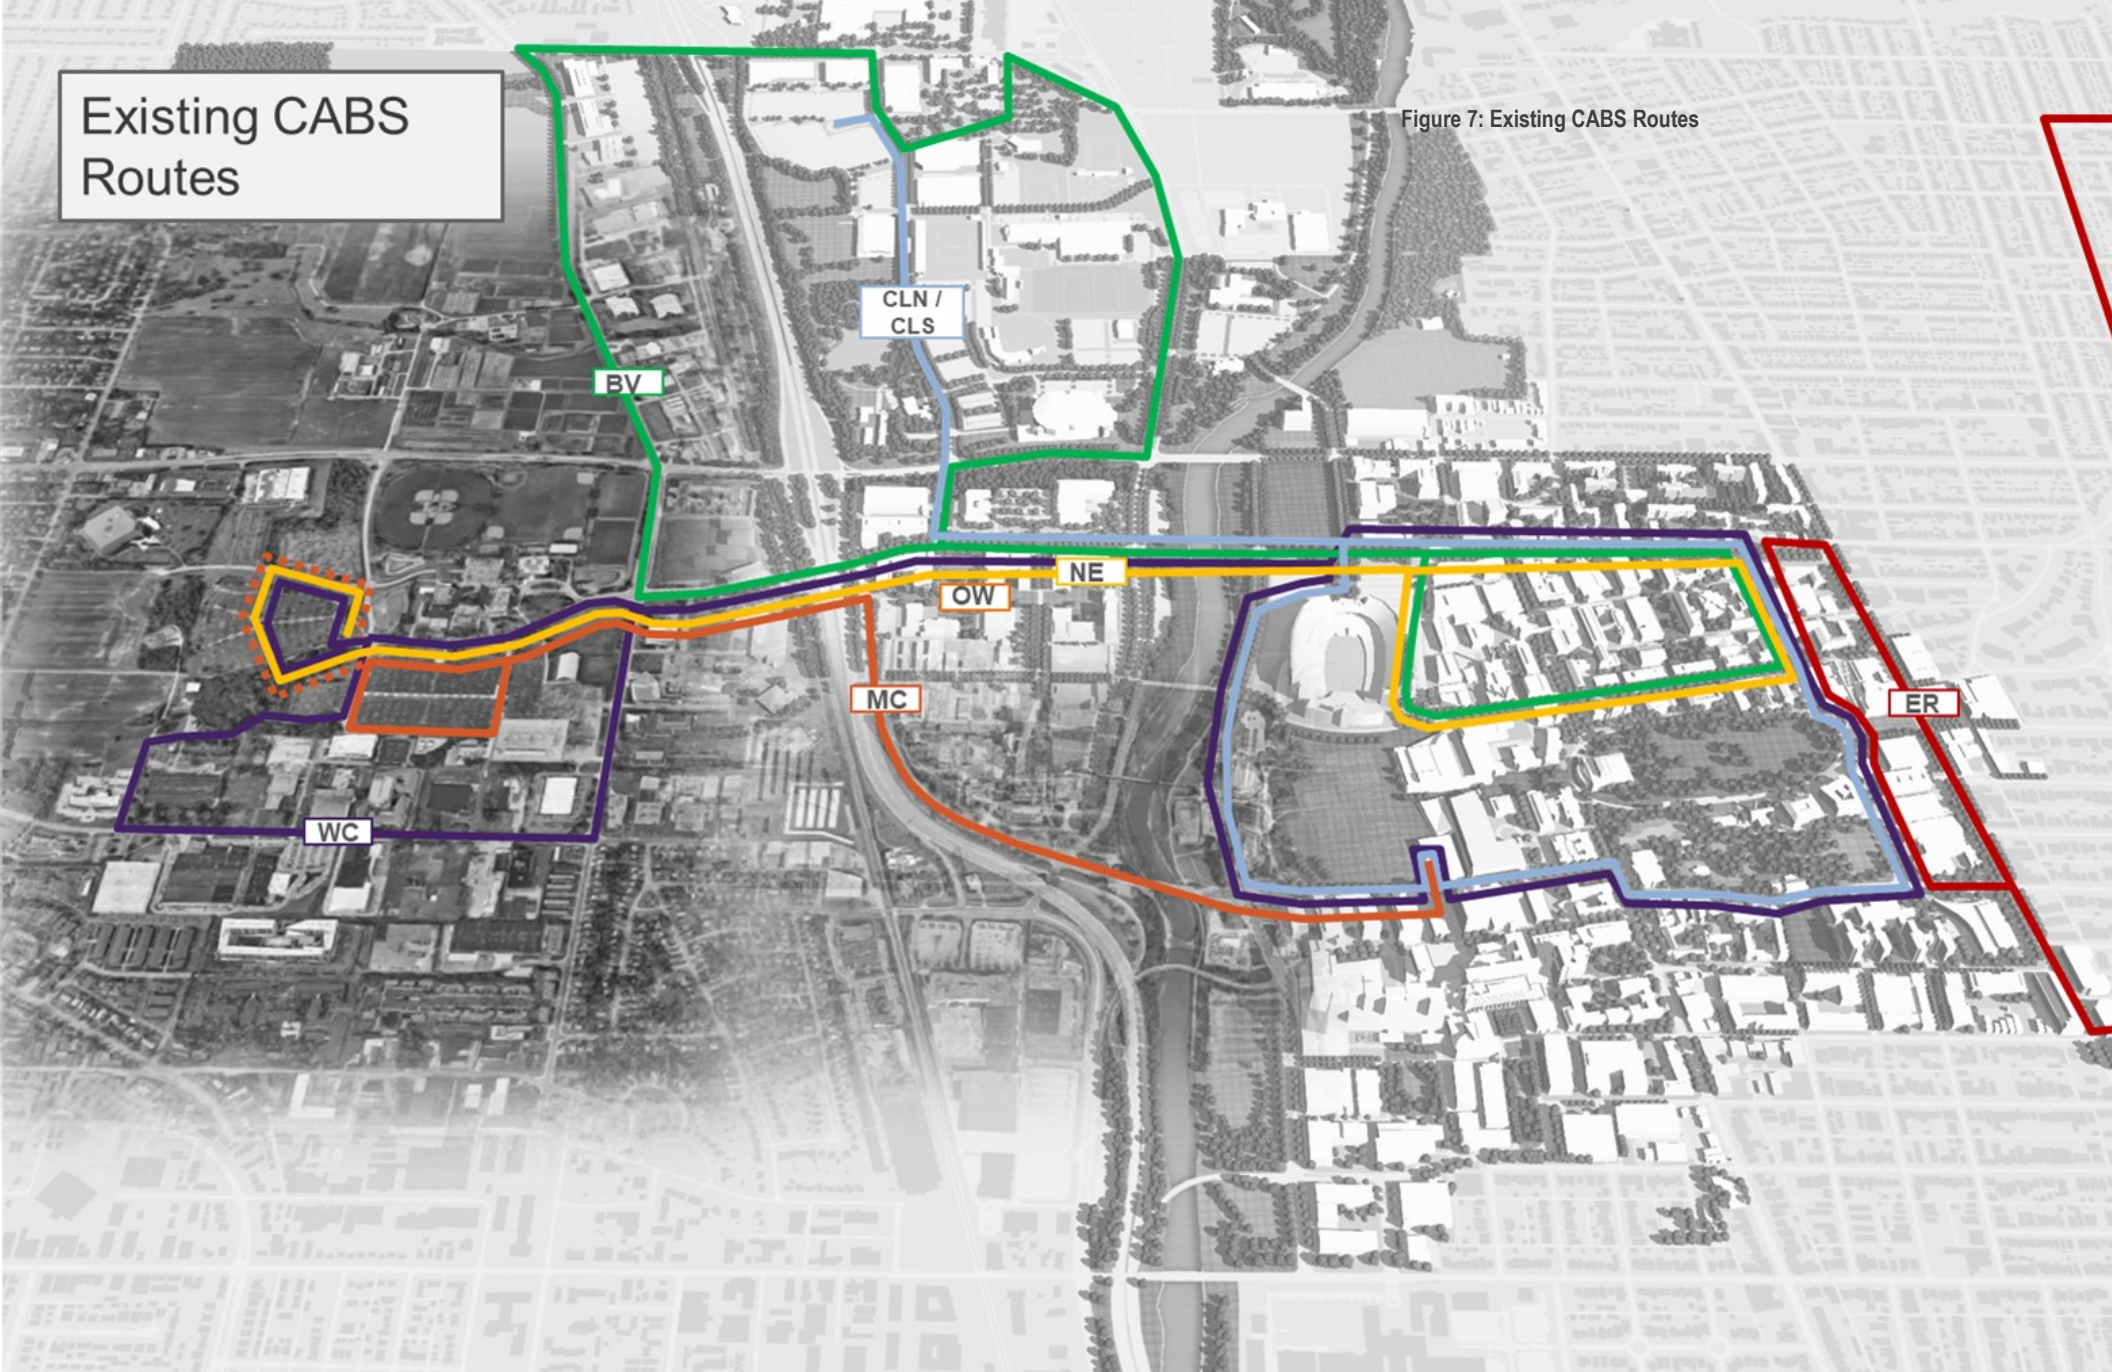 Existing CABS
Routes
Figure 7: Existing CABS Routes
CLN /
CLS
BV
NE
OW
MC
ER
WC